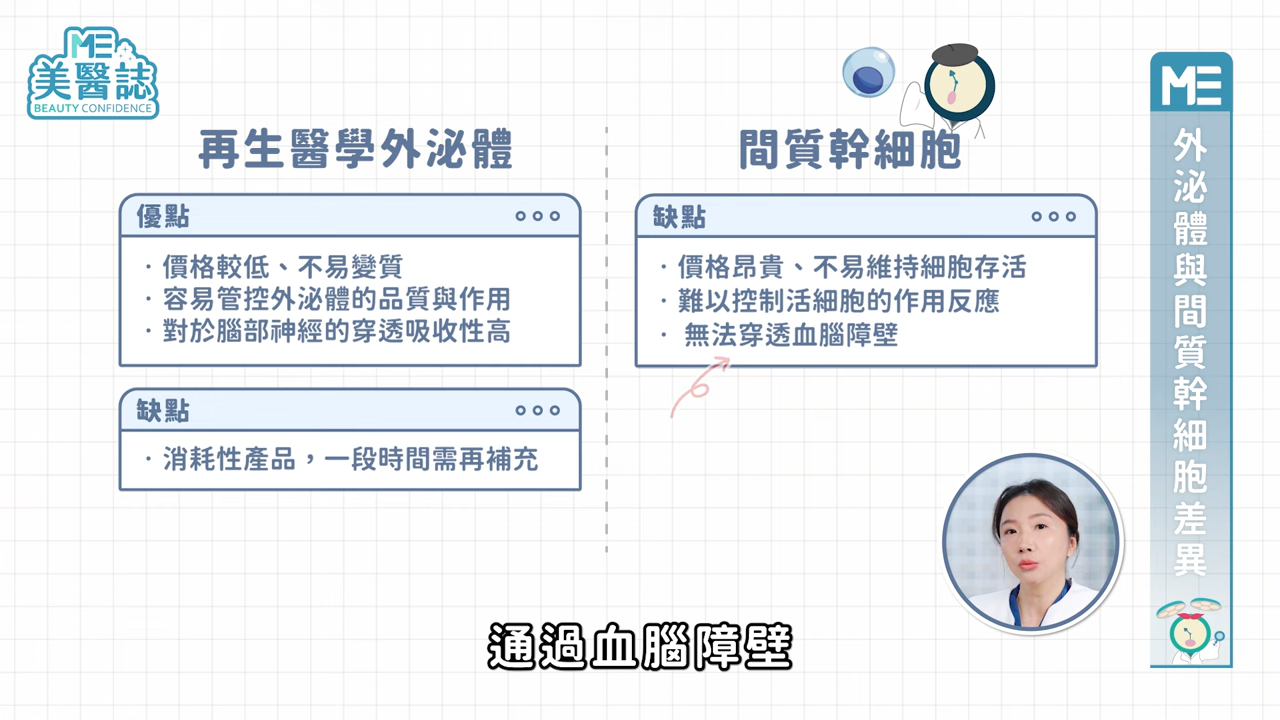 ME
美醫誌
BEAUTY CONFIDENCE
再生醫學外泌體
優點
·價格較低、不易變質
·容易管控外泌體的品質與作用
·對於腦部神經的穿透吸收性高
缺點
·消耗性產品，一段時間需再補充
間質幹細胞
缺點
·價格昂貴、不易維持細胞存活
·難以控制活細胞的作用反應
·無法穿透血腦障壁
ME
外泌體與間質幹細胞差異
通過血腦障壁